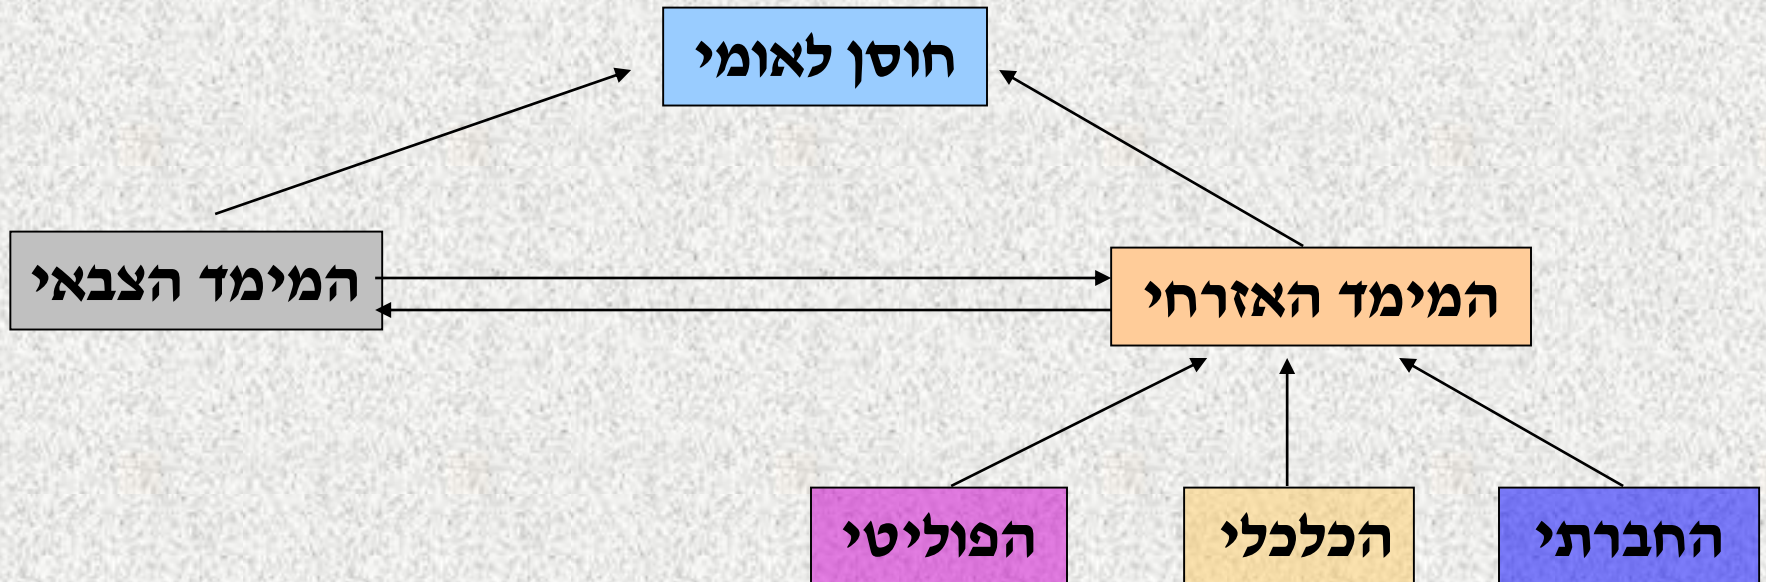 חוסן לאומי
המימד האזרחי
המימד הצבאי
החברתי
הכלכלי
הפוליטי